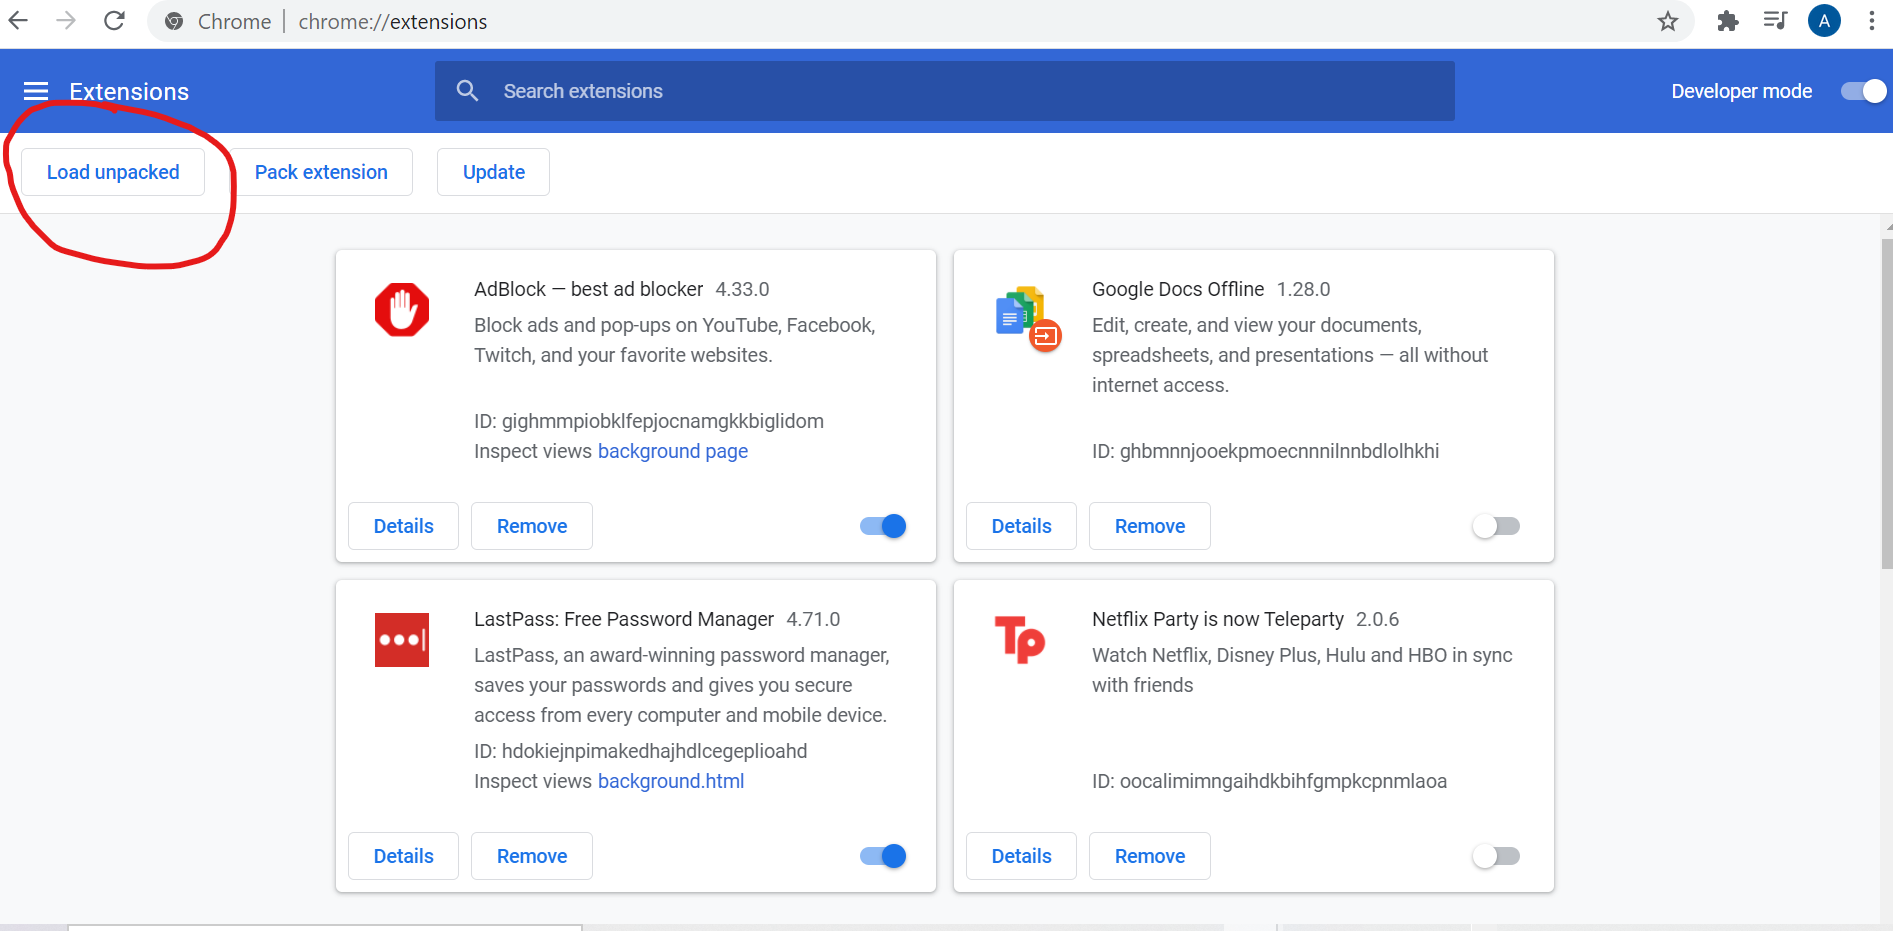 Chrome | chrome://extensions
A
Extensions
Search extensions
Developer mode
Load unpacked
Pack extension
Update
AdBlock — best ad blocker 4.33.0
Block ads and pop-ups on YouTube, Facebook,
Twitch, and your favorite websites.
ID: gighmmpiobklfepjocnamgkkbiglidom
Inspect views background page
Details
Remove
Google Docs Offline 1.28.0
Edit, create, and view your documents,
spreadsheets, and presentations — all without
internet access.
ID: ghbmnnjooekpmoecnnnilnnbdlolhkhi
Details
Remove
LastPass: Free Password Manager 4.71.0
LastPass, an award-winning password manager,
saves your passwords and gives you secure
access from every computer and mobile device.
ID: hdokiejnpimakedhajhdlcegeplioahd
Inspect views background.html
Details
Remove
Tp
Netflix Party is now Teleparty 2.0.6
Watch Netflix, Disney Plus, Hulu and HBO in sync
with friends
ID: oocalimimngaihdkbihfgmpkcpnmlaoa
Details
Remove